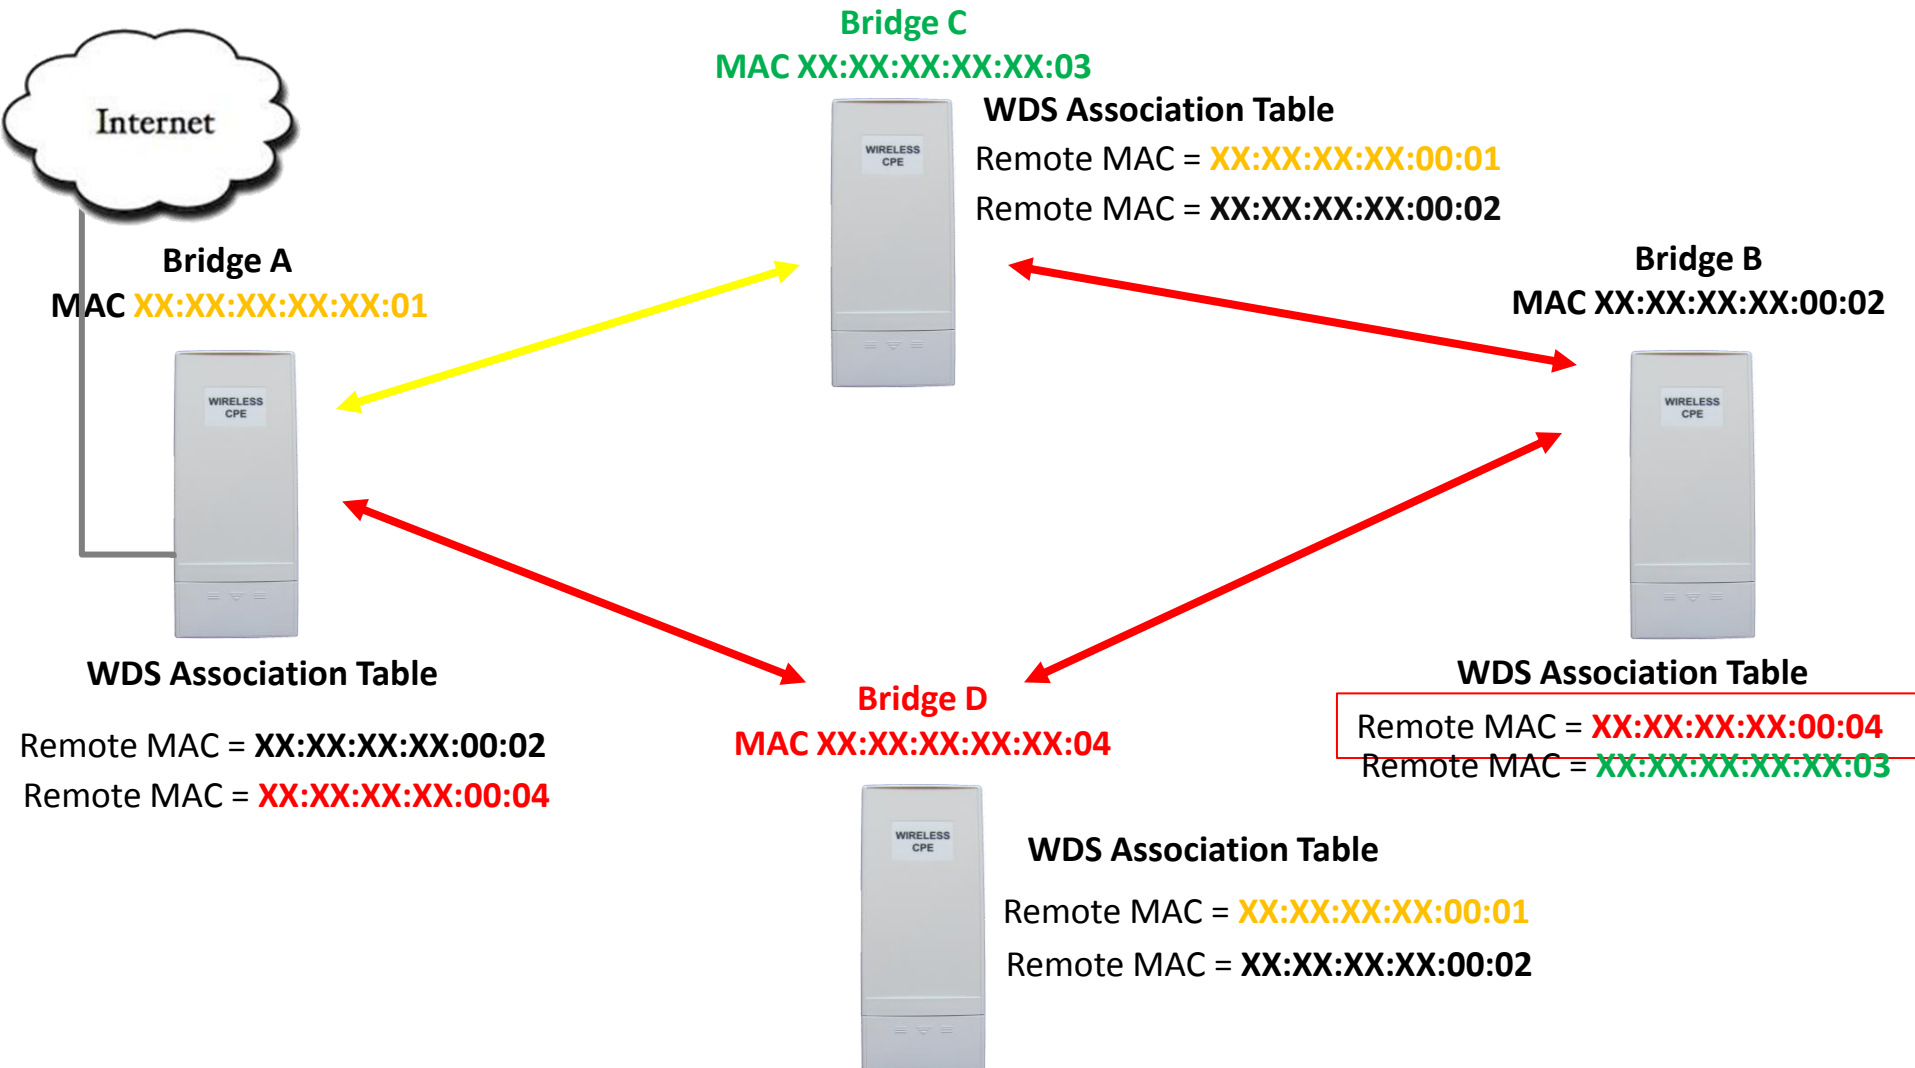 Bridge C
MAC XX:XX:XX:XX:XX:03
Internet
WDS Association Table
Remote MAC = XX:XX:XX:XX:00:01
Remote MAC = XX:XX:XX:XX:00:02
WIRELESS
CPE
Bridge A
MAC XX:XX:XX:XX:XX:01
Bridge B
MAC XX:XX:XX:XX:00:02
WIRELESS
CPE
WIRELESS
CPE
WDS Association Table
Remote MAC = XX:XX:XX:XX:00:02
Remote MAC = XX:XX:XX:XX:00:04
Bridge D
MAC XX:XX:XX:XX:XX:04
WDS Association Table
Remote MAC = XX:XX:XX:XX:00:04
Remote MAC = XX:XX:XX:XX:XX:03
WIRELESS
CPE
WDS Association Table
Remote MAC = XX:XX:XX:XX:00:01
Remote MAC = XX:XX:XX:XX:00:02